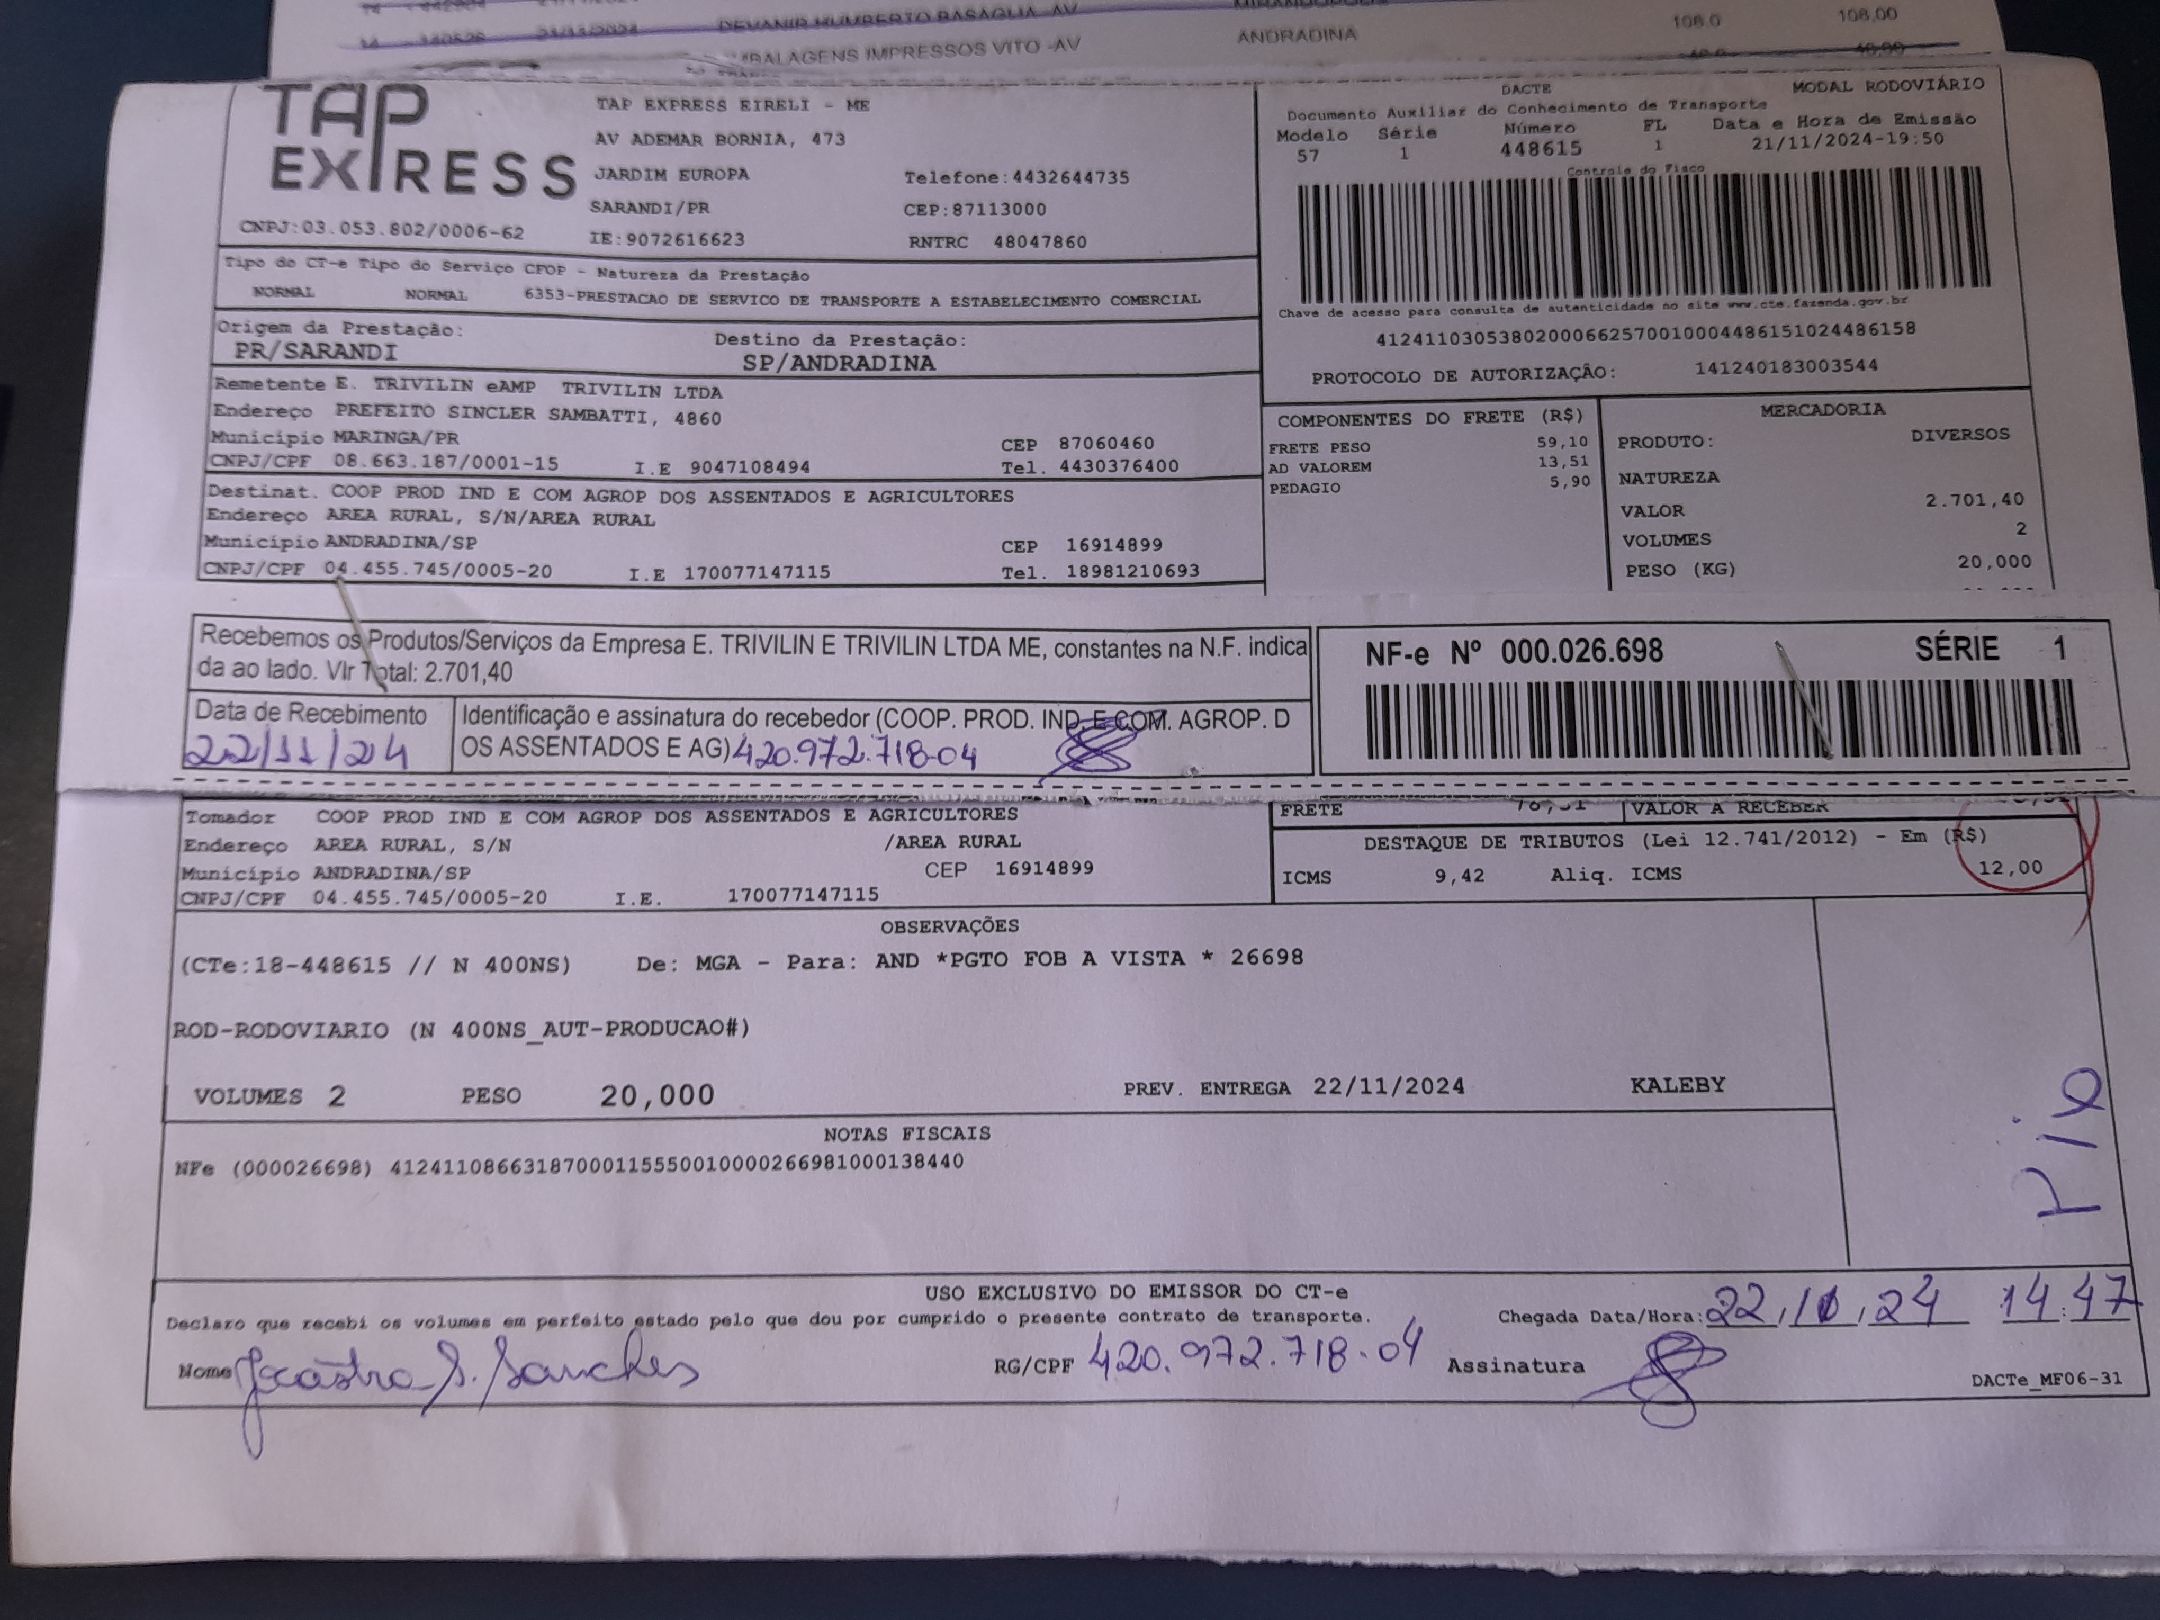 DEVANIR HUMBERTO BASAGLIA -AV
108.0 108,00
BALAGENS IMPRESSOS VITO -AV ANDRADINA
TAP EXPRESS
TAP EXPRESS EIRELI - ME
AV ADEMAR BORNIA, 473
JARDIM EUROPA Telefone:4432644735
SARANDI/PR CEP:87113000
CNPJ:03.053.802/0006-62 IE:9072616623 RNTRC 48047860
DACTE MODAL RODOVIÁRIO
Documento Auxiliar do Conhecimento de Transporte
Modelo Série Número FL Data e Hora de Emissão
57 1 448615 1 21/11/2024-19:50
Controle do Fisco
Chave de acesso para consulta de autenticidade no site www.cte.fazenda.gov.br
41241103053802000662570010004486151024486158
PROTOCOLO DE AUTORIZAÇÃO: 141240183003544
Tipo do CT-e Tipo do Serviço CFOP - Natureza da Prestação
NORMAL NORMAL 6353-PRESTACAO DE SERVICO DE TRANSPORTE A ESTABELECIMENTO COMERCIAL
Origem da Prestação: Destino da Prestação:
PR/SARANDI SP/ANDRADINA
Remetente E. TRIVILIN eAMP TRIVILIN LTDA
Endereço PREFEITO SINCLER SAMBATTI, 4860
Município MARINGA/PR CEP 87060460
CNPJ/CPF 08.663.187/0001-15 I.E 9047108494 Tel. 4430376400
Destinat. COOP PROD IND E COM AGROP DOS ASSENTADOS E AGRICULTORES
Endereço AREA RURAL, S/N/AREA RURAL
Município ANDRADINA/SP CEP 16914899
CNPJ/CPF 04.455.745/0005-20 I.E 170077147115 Tel. 18981210693
COMPONENTES DO FRETE (R$)
FRETE PESO 59,10
AD VALOREM 13,51
PEDAGIO 5,90
MERCADORIA
PRODUTO: DIVERSOS
NATUREZA
VALOR 2.701,40
VOLUMES 2
PESO (KG) 20,000
Recebemos os Produtos/Serviços da Empresa E. TRIVILIN E TRIVILIN LTDA ME, constantes na N.F. indica
da ao lado. Vlr Total: 2.701,40
Data de Recebimento
22/11/24
Identificação e assinatura do recebedor (COOP. PROD. IND. E COM. AGROP. D
OS ASSENTADOS E AG) 420.972.718-04
NF-e Nº 000.026.698 SÉRIE 1
Tomador COOP PROD IND E COM AGROP DOS ASSENTADOS E AGRICULTORES
Endereço AREA RURAL, S/N /AREA RURAL
Município ANDRADINA/SP CEP 16914899
CNPJ/CPF 04.455.745/0005-20 I.E. 170077147115
FRETE VALOR A RECEBER
DESTAQUE DE TRIBUTOS (Lei 12.741/2012) - Em (R$)
ICMS 9,42 Aliq. ICMS 12,00
OBSERVAÇÕES
(CTe:18-448615 // N 400NS) De: MGA - Para: AND *PGTO FOB A VISTA * 26698
ROD-RODOVIARIO (N 400NS_AUT-PRODUCAO#)
VOLUMES 2 PESO 20,000 PREV. ENTREGA 22/11/2024 KALEBY
Pie
NOTAS FISCAIS
NFe (000026698) 41241108663187000115550010000266981000138440
USO EXCLUSIVO DO EMISSOR DO CT-e
Declaro que recebi os volumes em perfeito estado pelo que dou por cumprido o presente contrato de transporte.
Chegada Data/Hora: 22,11,24 14:47
Nome S. Sanches RG/CPF 420.972.718-04 Assinatura
DACTe_MF06-31